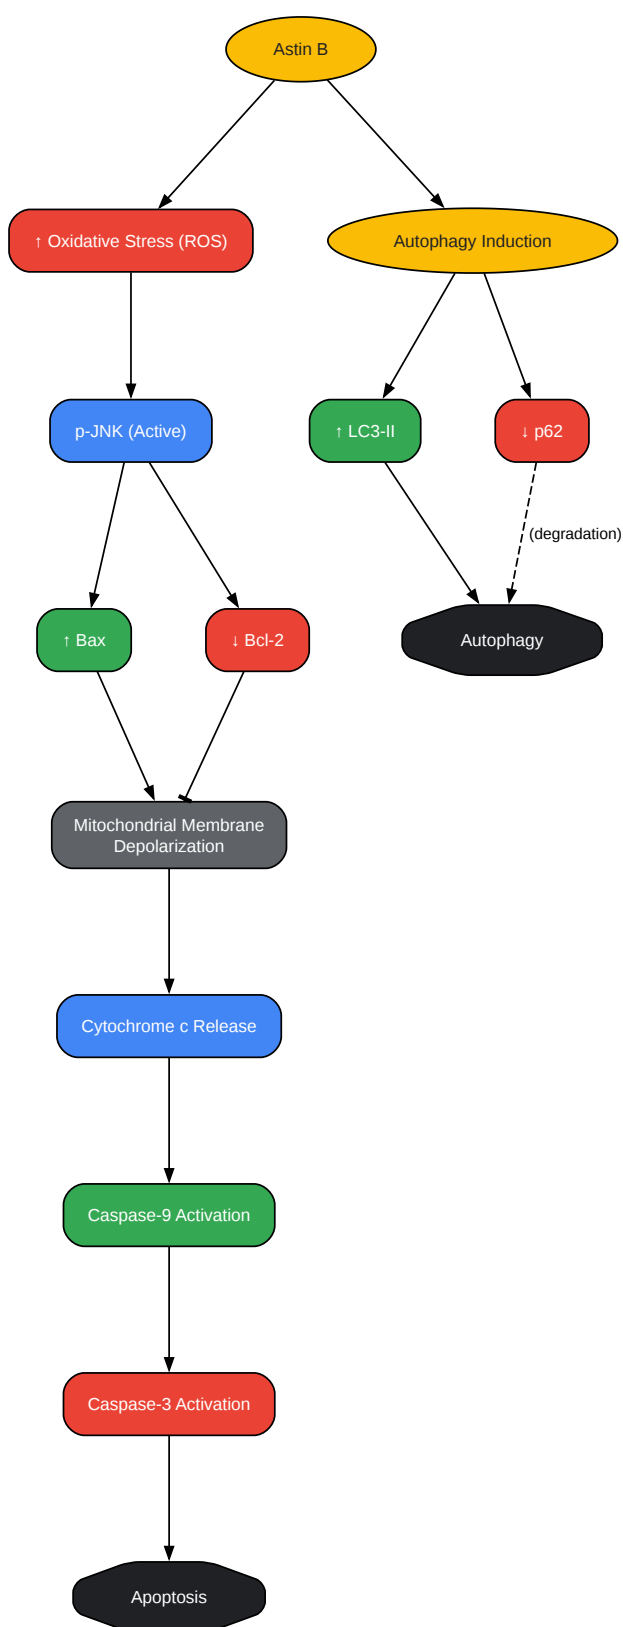 Astin B
↑ Oxidative Stress (ROS)
Autophagy Induction
p-JNK (Active)
↑ LC3-II
↓ p62
(degradation)
↑ Bax
↓ Bcl-2
Autophagy
Mitochondrial Membrane
Depolarization
Cytochrome c Release
Caspase-9 Activation
Caspase-3 Activation
Apoptosis